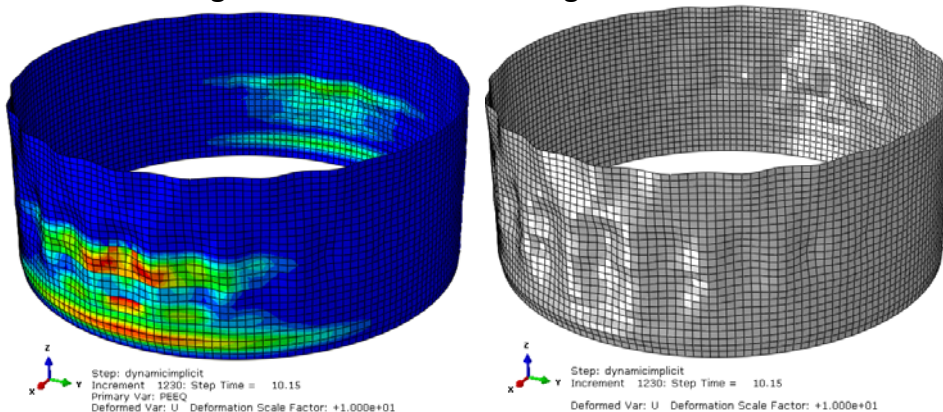 z
Y
X
Step: dynamicimplicit
Increment 1230: Step Time = 10.15
Primary Var: PEEQ
Deformed Var: U Deformation Scale Factor: +1.000e+01
z
Y
X
Step: dynamicimplicit
Increment 1230: Step Time = 10.15
Deformed Var: U Deformation Scale Factor: +1.000e+01